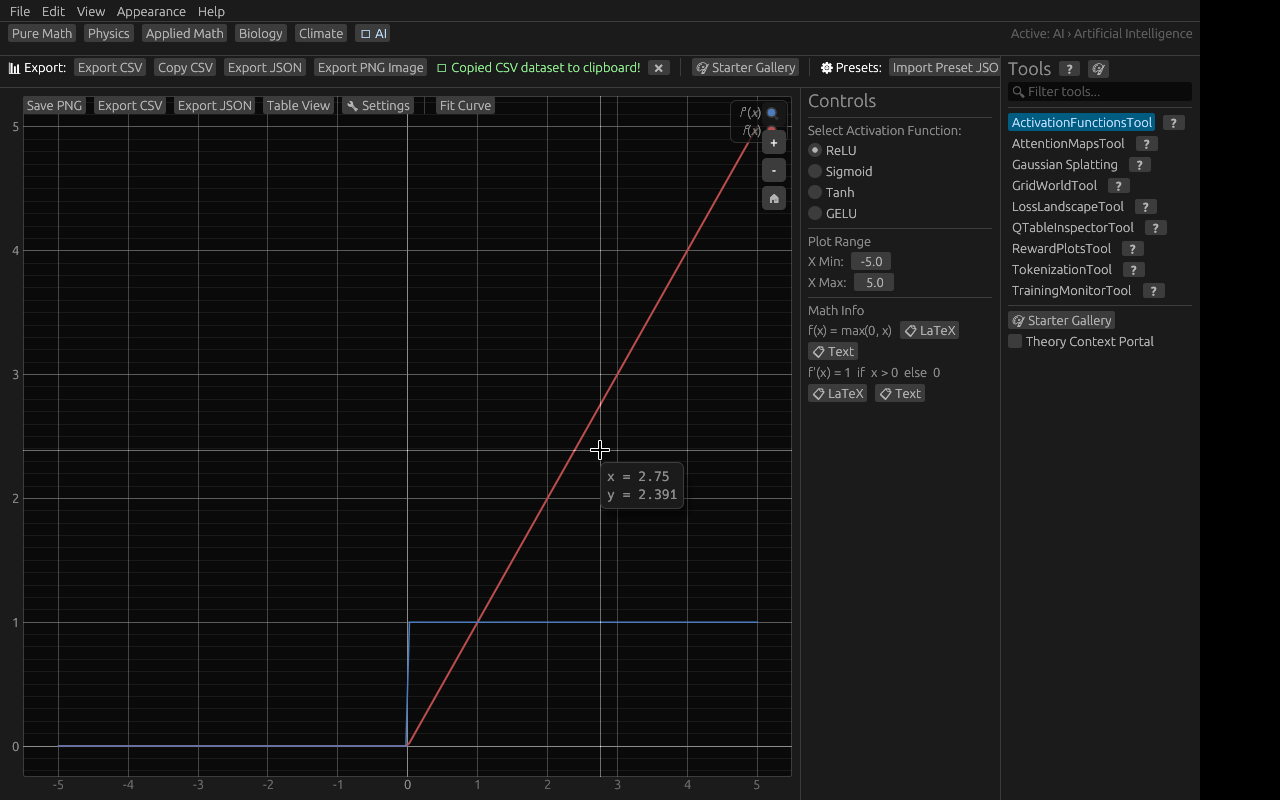 File Edit View Appearance Help
Pure Math Physics Applied Math Biology Climate AI Active: AI › Artificial Intelligence
Export: Export CSV Copy CSV Export JSON Export PNG Image Copied CSV dataset to clipboard! Starter Gallery Presets: Import Preset JSO
Save PNG Export CSV Export JSON Table View Settings Fit Curve
f'(x)
f(x)
+
-
5
4
3
2
1
0
x = 2.75
y = 2.391
-5 -4 -3 -2 -1 0 1 2 3 4 5
Controls
Select Activation Function:
ReLU
Sigmoid
Tanh
GELU
Plot Range
X Min: -5.0
X Max: 5.0
Math Info
f(x) = max(0, x) LaTeX
Text
f'(x) = 1 if x > 0 else 0
LaTeX Text
Tools ?
Filter tools...
ActivationFunctionsTool ?
AttentionMapsTool ?
Gaussian Splatting ?
GridWorldTool ?
LossLandscapeTool ?
QTableInspectorTool ?
RewardPlotsTool ?
TokenizationTool ?
TrainingMonitorTool ?
Starter Gallery
Theory Context Portal